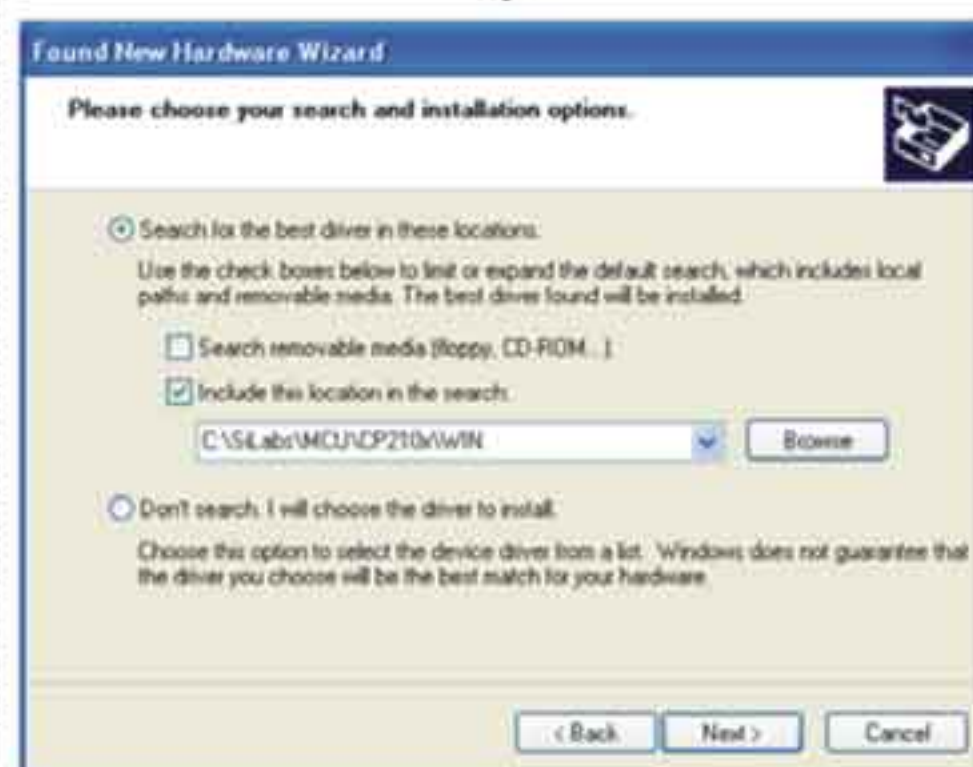 Found New Hardware Wizard
Please choose your search and installation options.
Search for the best driver in these locations.
Use the check boxes below to limit or expand the default search, which includes local
paths and removable media. The best driver found will be installed.
Search removable media (floppy, CD-ROM...)
Include this location in the search:
C:\SiLabs\MCU\CP210x\WIN
Browse
Don't search. I will choose the driver to install.
Choose this option to select the device driver from a list. Windows does not guarantee that
the driver you choose will be the best match for your hardware.
< Back
Next >
Cancel